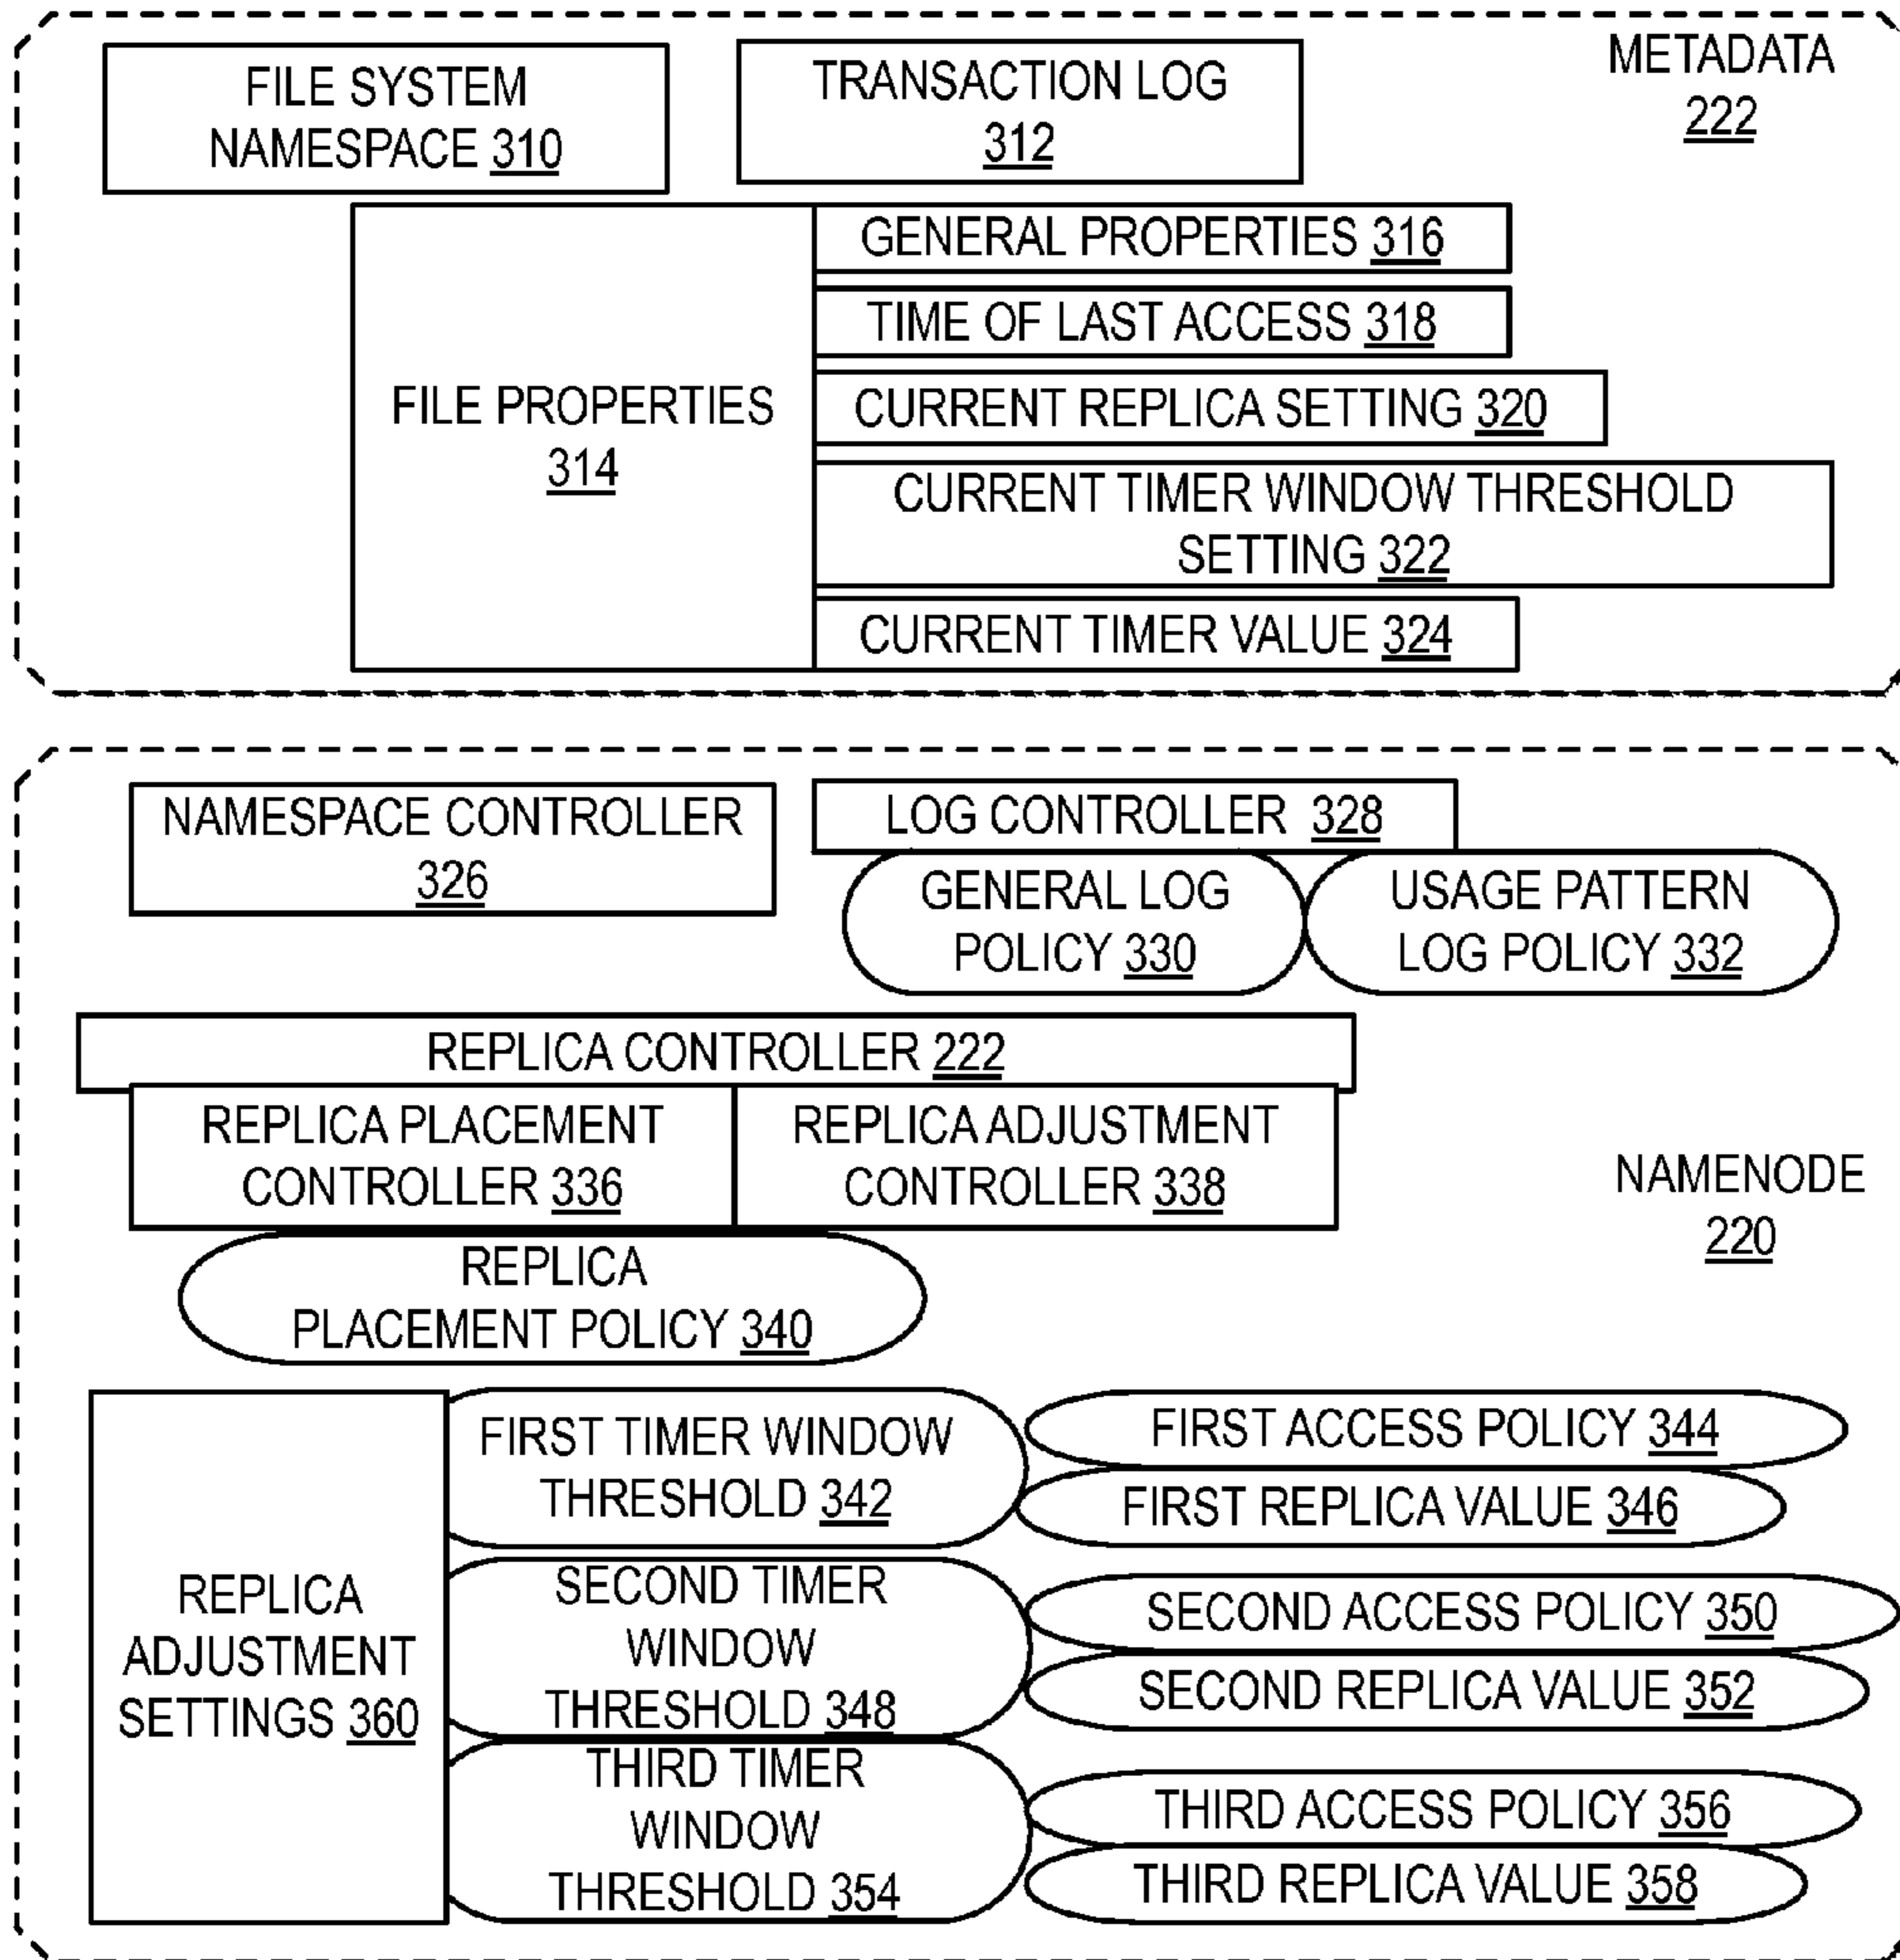 FILE SYSTEM
NAMESPACE 310
TRANSACTION LOG
312
METADATA
222
FILE PROPERTIES
314
GENERAL PROPERTIES 316
TIME OF LAST ACCESS 318
CURRENT REPLICA SETTING 320
CURRENT TIMER WINDOW THRESHOLD
SETTING 322
CURRENT TIMER VALUE 324
NAMESPACE CONTROLLER
326
LOG CONTROLLER 328
GENERAL LOG
POLICY 330
USAGE PATTERN
LOG POLICY 332
REPLICA CONTROLLER 222
REPLICA PLACEMENT
CONTROLLER 336
REPLICA ADJUSTMENT
CONTROLLER 338
NAMENODE
220
REPLICA
PLACEMENT POLICY 340
REPLICA
ADJUSTMENT
SETTINGS 360
FIRST TIMER WINDOW
THRESHOLD 342
FIRST ACCESS POLICY 344
FIRST REPLICA VALUE 346
SECOND TIMER
WINDOW
THRESHOLD 348
SECOND ACCESS POLICY 350
SECOND REPLICA VALUE 352
THIRD TIMER
WINDOW
THRESHOLD 354
THIRD ACCESS POLICY 356
THIRD REPLICA VALUE 358